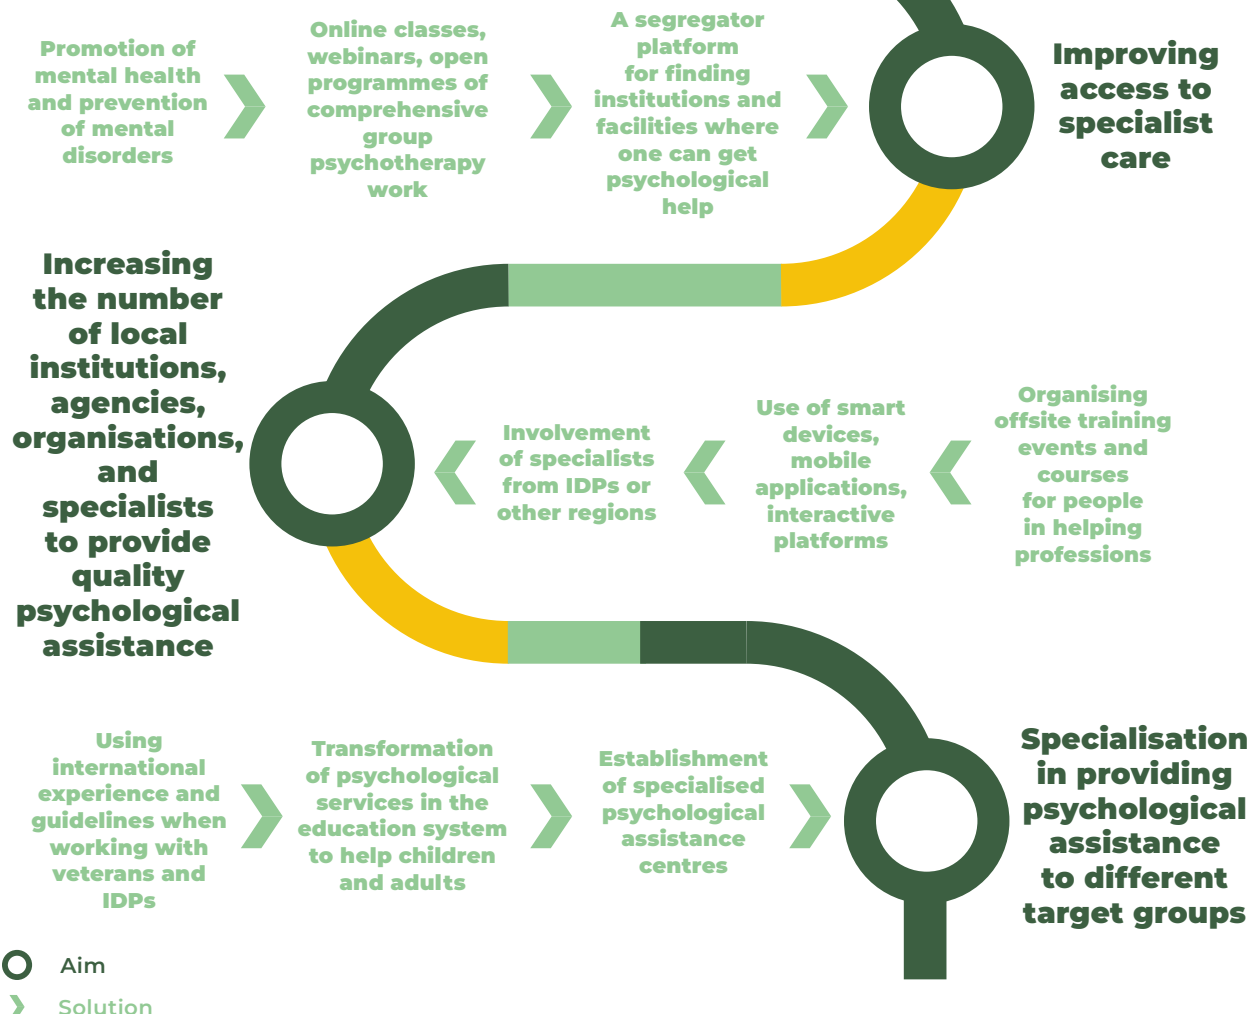 Promotion of
mental health
and prevention
of mental
disorders
Online classes,
webinars, open
programmes of
comprehensive
group
psychotherapy
work
A segregator
platform
for finding
institutions and
facilities where
one can get
psychological
help
Improving
access to
specialist
care
Increasing
the number
of local
institutions,
agencies,
organisations,
and
specialists
to provide
quality
psychological
assistance
Involvement
of specialists
from IDPs or
other regions
Use of smart
devices,
mobile
applications,
interactive
platforms
Organising
offsite training
events and
courses
for people
in helping
professions
Using
international
experience and
guidelines when
working with
veterans and
IDPs
Transformation
of psychological
services in the
education system
to help children
and adults
Establishment
of specialised
psychological
assistance
centres
Specialisation
in providing
psychological
assistance
to different
target groups
Aim
Solution